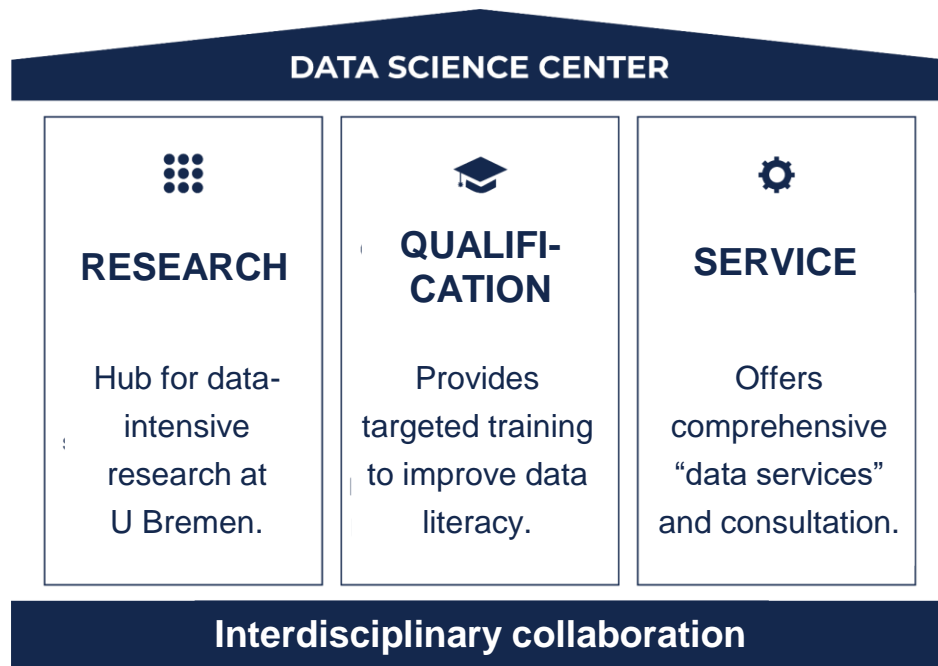 DATA SCIENCE CENTER
RESEARCH
Hub for data-
intensive
research at
U Bremen.
QUALIFI-
CATION
Provides
targeted training
to improve data
literacy.
SERVICE
Offers
comprehensive
“data services”
and consultation.
Interdisciplinary collaboration